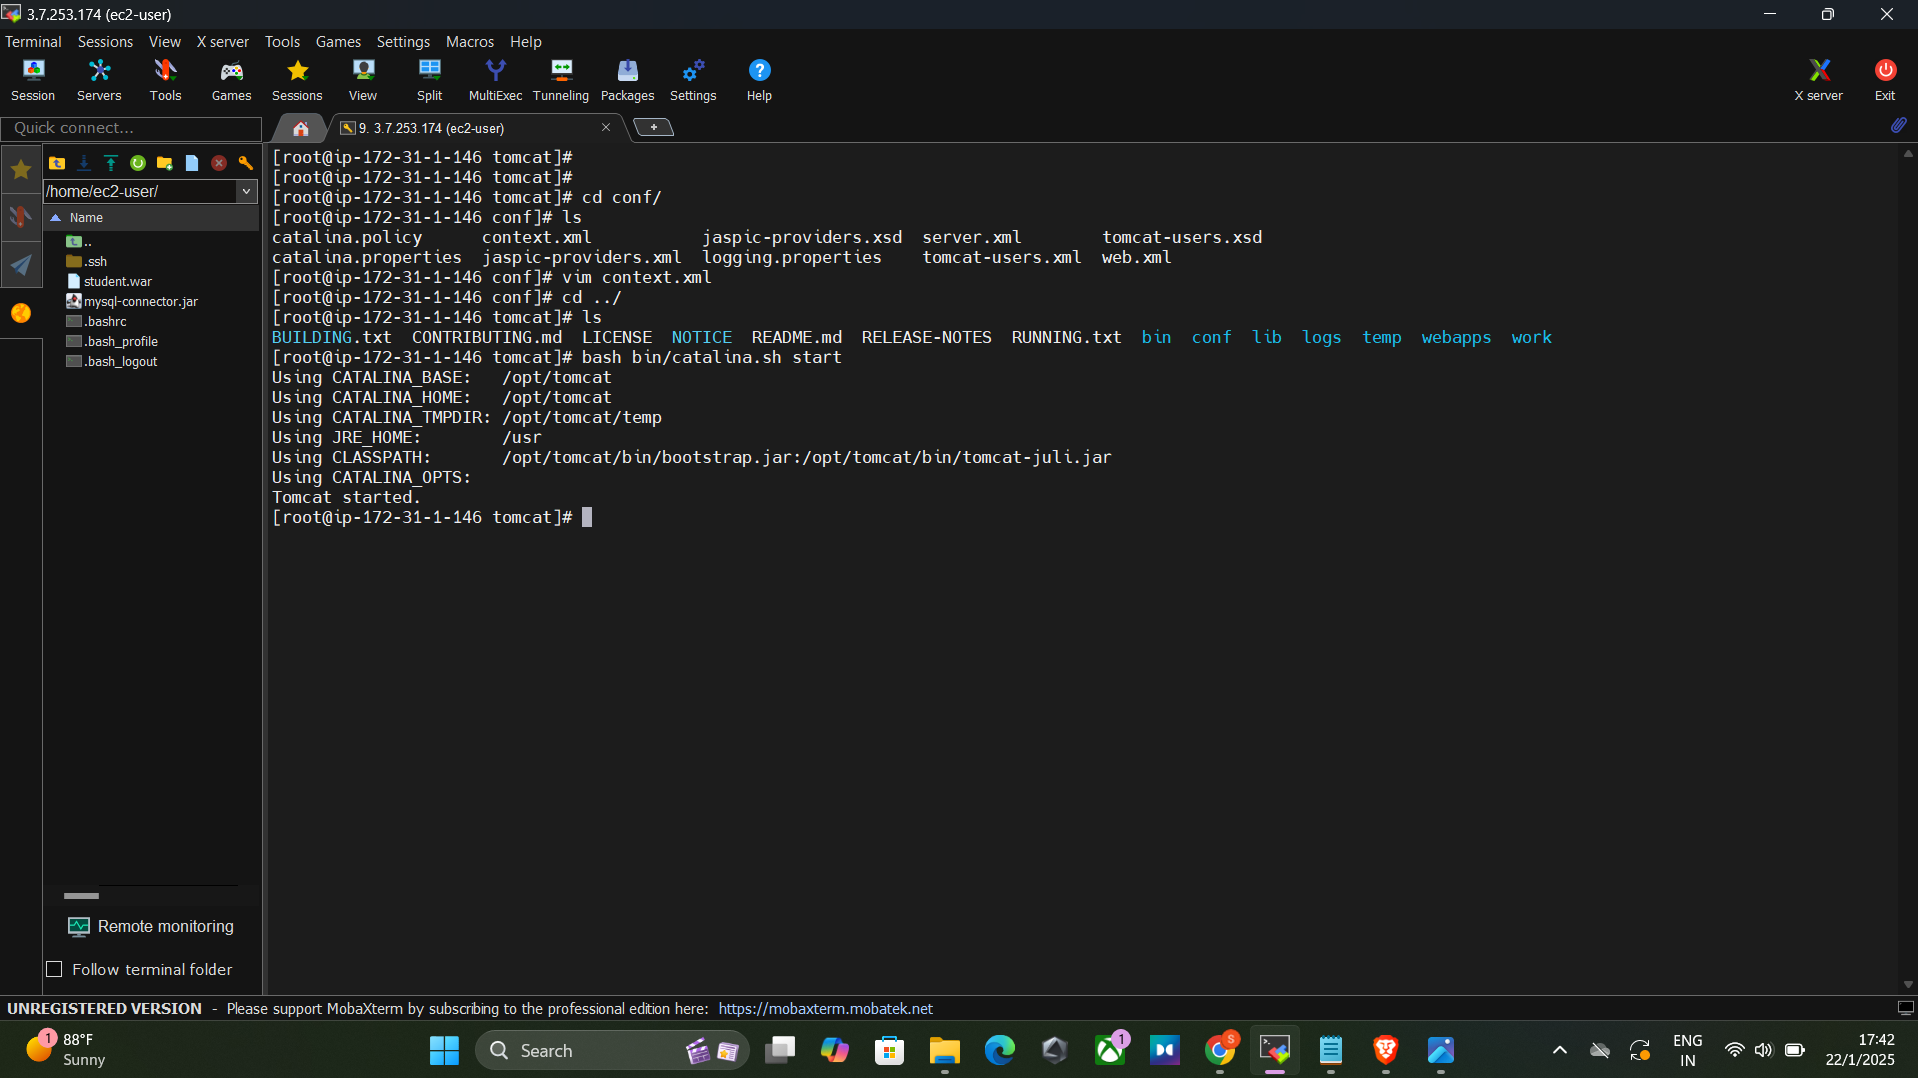 3.7.253.174 (ec2-user)
Terminal Sessions View X server Tools Games Settings Macros Help
Session Servers Tools Games Sessions View Split MultiExec Tunneling Packages Settings Help X server Exit
Quick connect...
9. 3.7.253.174 (ec2-user)
/home/ec2-user/
Name
..
.ssh
student.war
mysql-connector.jar
.bashrc
.bash_profile
.bash_logout
Remote monitoring
Follow terminal folder
[root@ip-172-31-1-146 tomcat]#
[root@ip-172-31-1-146 tomcat]#
[root@ip-172-31-1-146 tomcat]# cd conf/
[root@ip-172-31-1-146 conf]# ls
catalina.policy context.xml jaspic-providers.xsd server.xml tomcat-users.xsd
catalina.properties jaspic-providers.xml logging.properties tomcat-users.xml web.xml
[root@ip-172-31-1-146 conf]# vim context.xml
[root@ip-172-31-1-146 conf]# cd ../
[root@ip-172-31-1-146 tomcat]# ls
BUILDING.txt CONTRIBUTING.md LICENSE NOTICE README.md RELEASE-NOTES RUNNING.txt bin conf lib logs temp webapps work
[root@ip-172-31-1-146 tomcat]# bash bin/catalina.sh start
Using CATALINA_BASE: /opt/tomcat
Using CATALINA_HOME: /opt/tomcat
Using CATALINA_TMPDIR: /opt/tomcat/temp
Using JRE_HOME: /usr
Using CLASSPATH: /opt/tomcat/bin/bootstrap.jar:/opt/tomcat/bin/tomcat-juli.jar
Using CATALINA_OPTS:
Tomcat started.
[root@ip-172-31-1-146 tomcat]#
UNREGISTERED VERSION - Please support MobaXterm by subscribing to the professional edition here: https://mobaxterm.mobatek.net
1 88°F
Sunny
Search
1
S
ENG
IN
17:42
22/1/2025